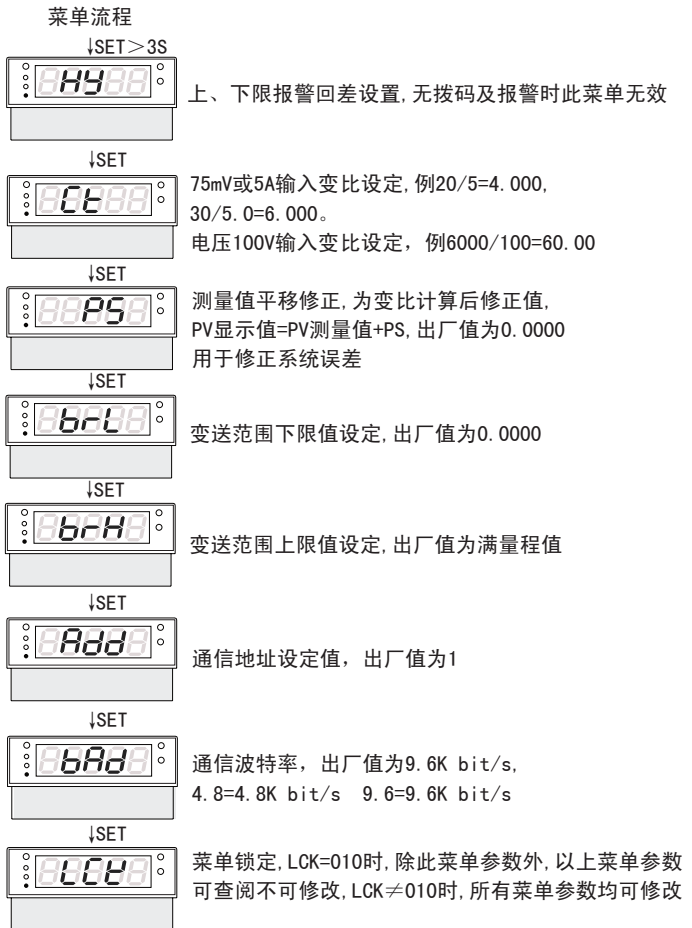 菜单流程
↓SET＞3S
HY
上、下限报警回差设置,无拨码及报警时此菜单无效
↓SET
Ct
75mV或5A输入变比设定,例20/5=4.000,
30/5.0=6.000。
电压100V输入变比设定，例6000/100=60.00
↓SET
PS
测量值平移修正,为变比计算后修正值,
PV显示值=PV测量值+PS,出厂值为0.0000
用于修正系统误差
↓SET
brL
变送范围下限值设定,出厂值为0.0000
↓SET
brH
变送范围上限值设定,出厂值为满量程值
↓SET
Add
通信地址设定值，出厂值为1
↓SET
bAd
通信波特率，出厂值为9.6K bit/s,
4.8=4.8K bit/s 9.6=9.6K bit/s
↓SET
LCK
菜单锁定,LCK=010时,除此菜单参数外,以上菜单参数
可查阅不可修改,LCK≠010时,所有菜单参数均可修改